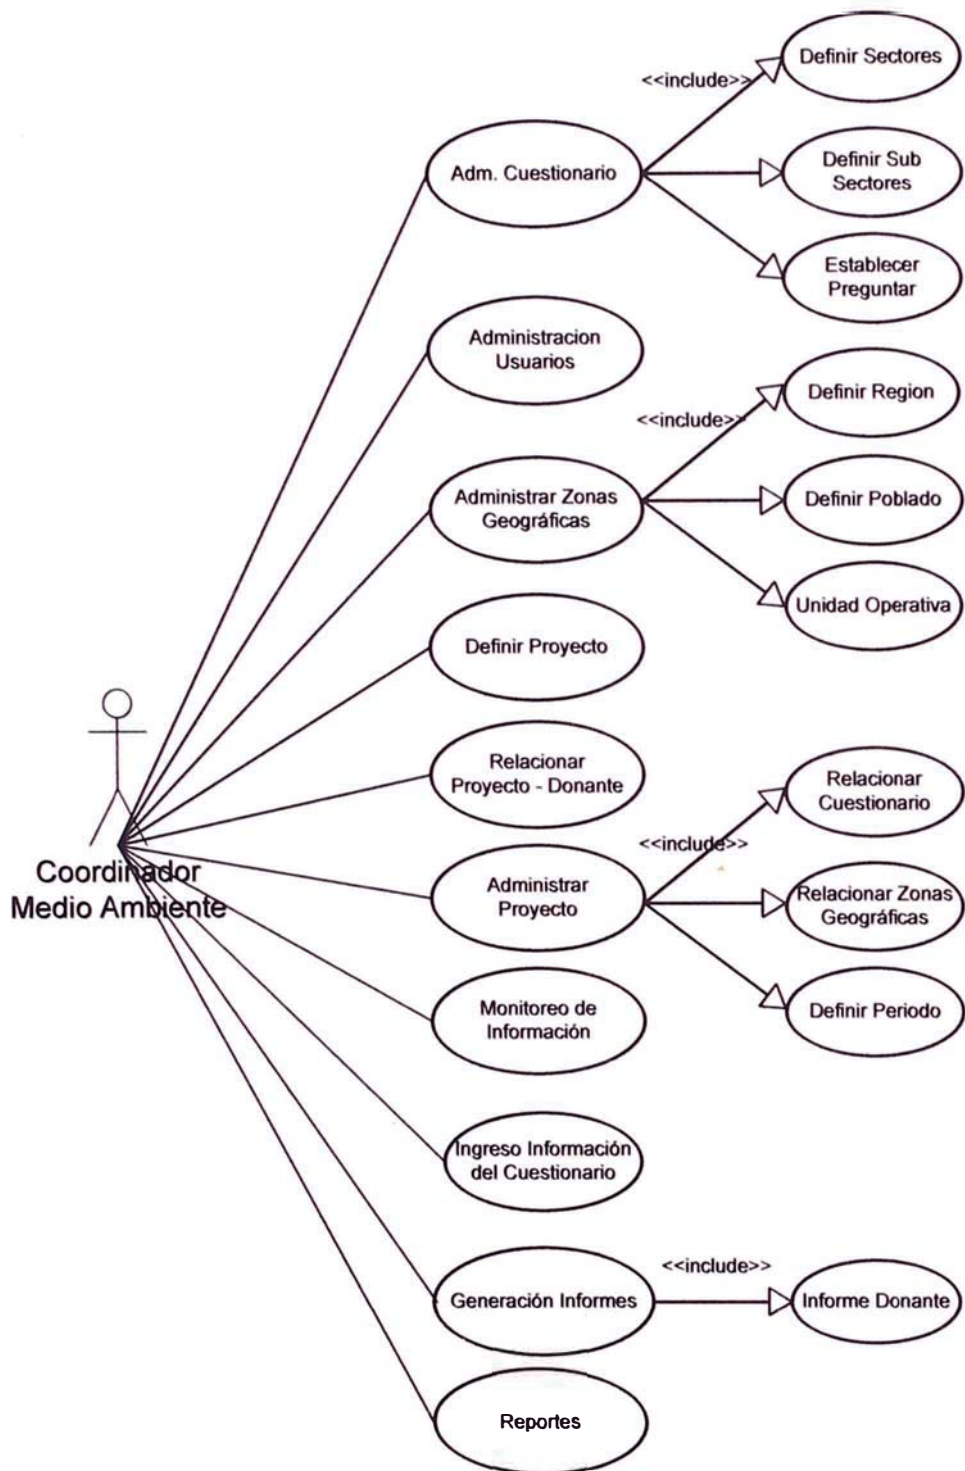 Definir Sectores
<<include>>
Adm. Cuestionario
Definir Sub
Sectores
Establecer
Preguntar
Administracion
Usuarios
Definir Region
<<include>>
Administrar Zonas
Geográficas
Definir Poblado
Unidad Operativa
Definir Proyecto
Relacionar
Proyecto - Donante
Relacionar
Cuestionario
<<include>>
Coordinador
Medio Ambiente
Administrar
Proyecto
Relacionar Zonas
Geográficas
Monitoreo de
Información
Definir Periodo
Ingreso Información
del Cuestionario
<<include>>
Generación Informes
Informe Donante
Reportes